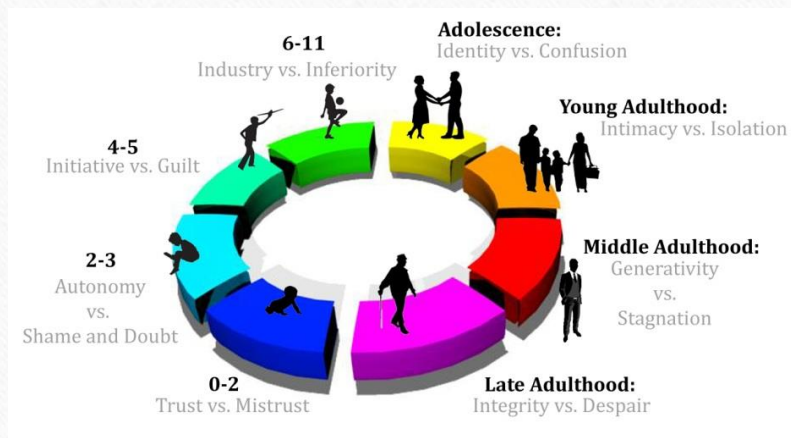 6-11
Industry vs. Inferiority
Adolescence:
Identity vs. Confusion
Young Adulthood:
Intimacy vs. Isolation
4-5
Initiative vs. Guilt
2-3
Autonomy
vs.
Shame and Doubt
Middle Adulthood:
Generativity
vs.
Stagnation
0-2
Trust vs. Mistrust
Late Adulthood:
Integrity vs. Despair